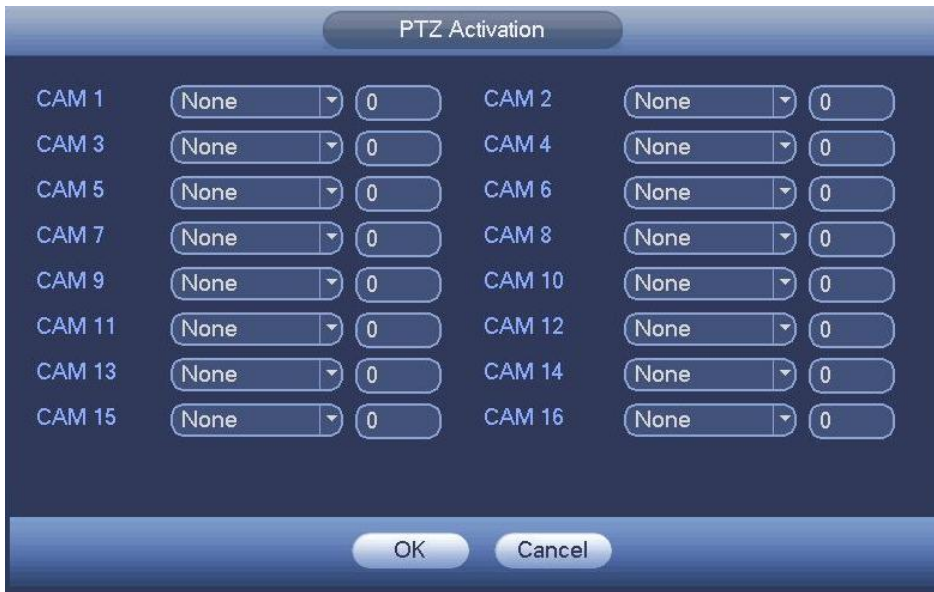 PTZ Activation
CAM 1 None 0 CAM 2 None 0
CAM 3 None 0 CAM 4 None 0
CAM 5 None 0 CAM 6 None 0
CAM 7 None 0 CAM 8 None 0
CAM 9 None 0 CAM 10 None 0
CAM 11 None 0 CAM 12 None 0
CAM 13 None 0 CAM 14 None 0
CAM 15 None 0 CAM 16 None 0
OK Cancel